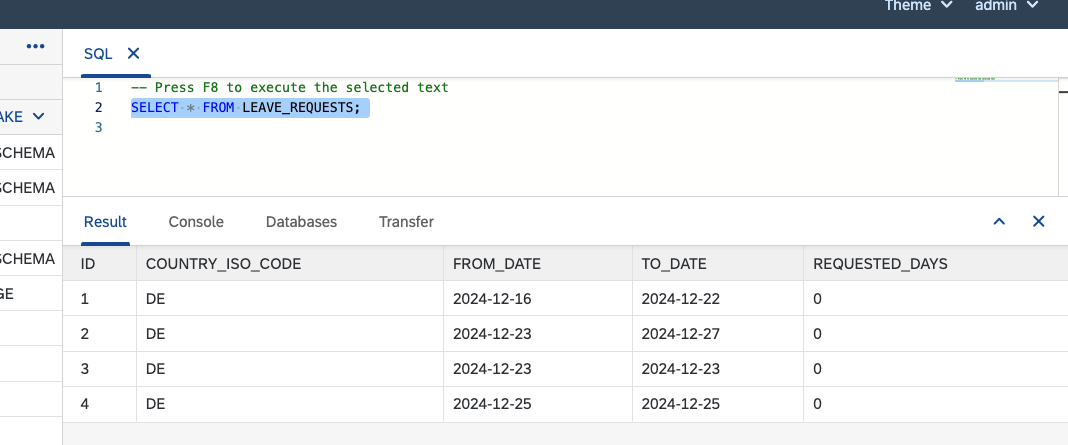 Theme admin
SQL
1 -- Press F8 to execute the selected text
2 SELECT * FROM LEAVE_REQUESTS;
3
AKE
SCHEMA
SCHEMA
SCHEMA
GE
Result Console Databases Transfer
ID COUNTRY_ISO_CODE FROM_DATE TO_DATE REQUESTED_DAYS
1 DE 2024-12-16 2024-12-22 0
2 DE 2024-12-23 2024-12-27 0
3 DE 2024-12-23 2024-12-23 0
4 DE 2024-12-25 2024-12-25 0